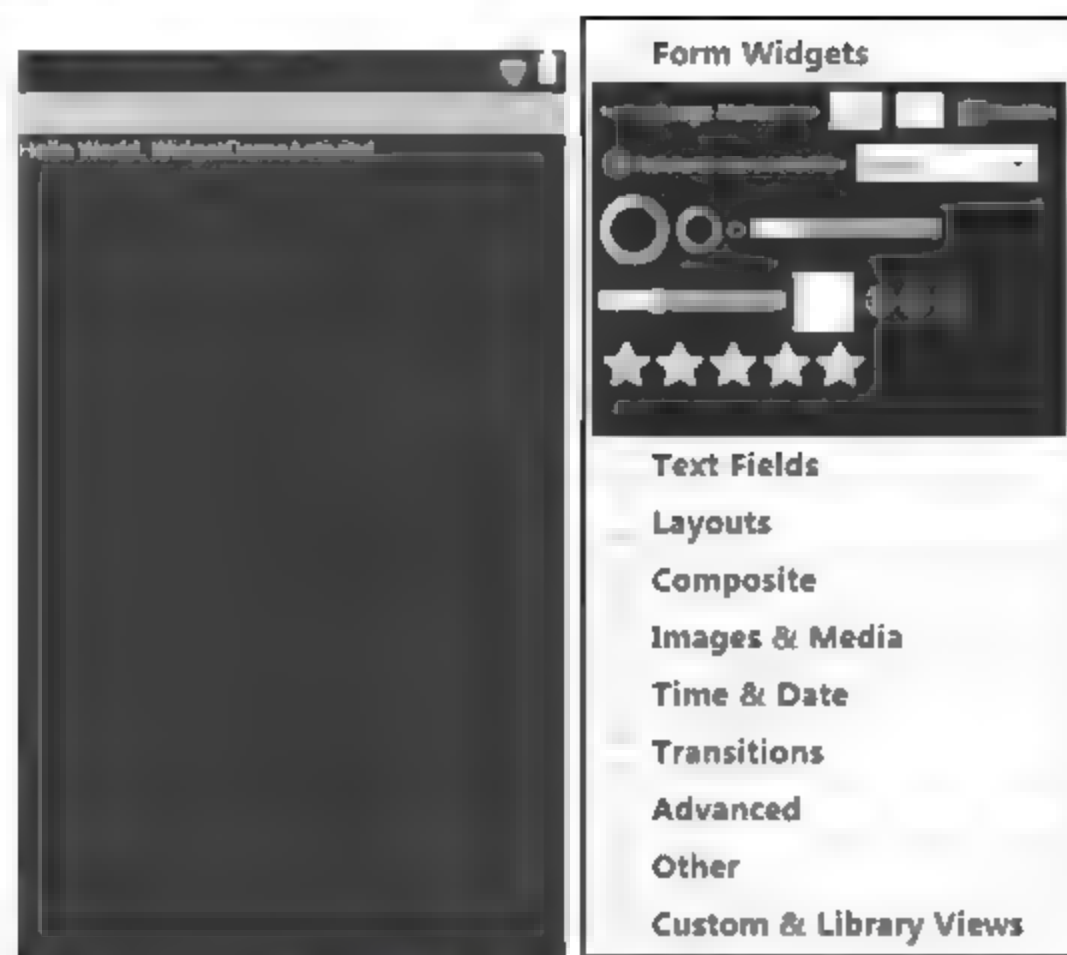 Form Widgets
Text Fields
Layouts
Composite
Images & Media
Time & Date
Transitions
Advanced
Other
Custom & Library Views